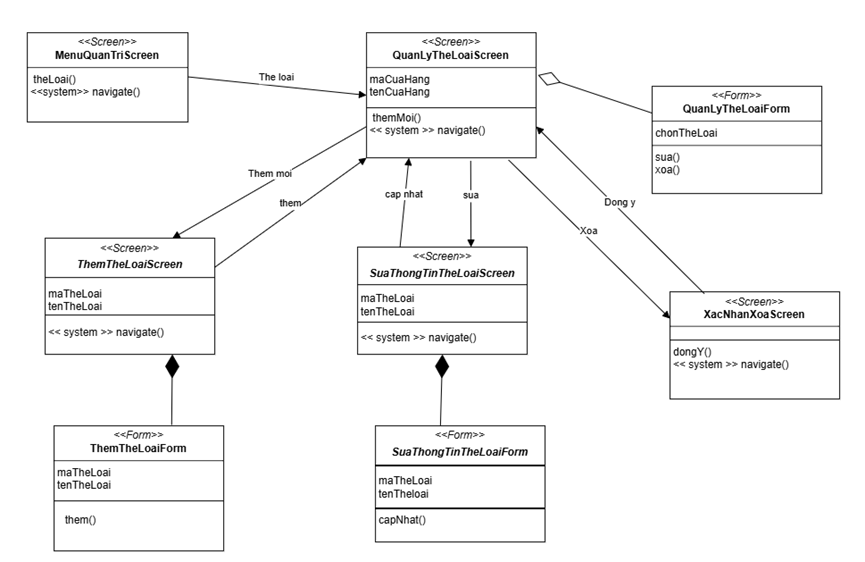 <<Screen>>
MenuQuanTriScreen
theLoai()
<<system>> navigate()
The loai
<<Screen>>
QuanLyTheLoaiScreen
maCuaHang
tenCuaHang
themMoi()
<< system >> navigate()
<<Form>>
QuanLyTheLoaiForm
chonTheLoai
sua()
xoa()
Them moi
them
cap nhat
sua
Dong y
Xoa
<<Screen>>
ThemTheLoaiScreen
maTheLoai
tenTheLoai
<< system >> navigate()
<<Screen>>
SuaThongTinTheLoaiScreen
maTheLoai
tenTheLoai
<< system >> navigate()
<<Screen>>
XacNhanXoaScreen
dongY()
<< system >> navigate()
<<Form>>
ThemTheLoaiForm
maTheLoai
tenTheLoai
them()
<<Form>>
SuaThongTinTheLoaiForm
maTheLoai
tenTheloai
capNhat()